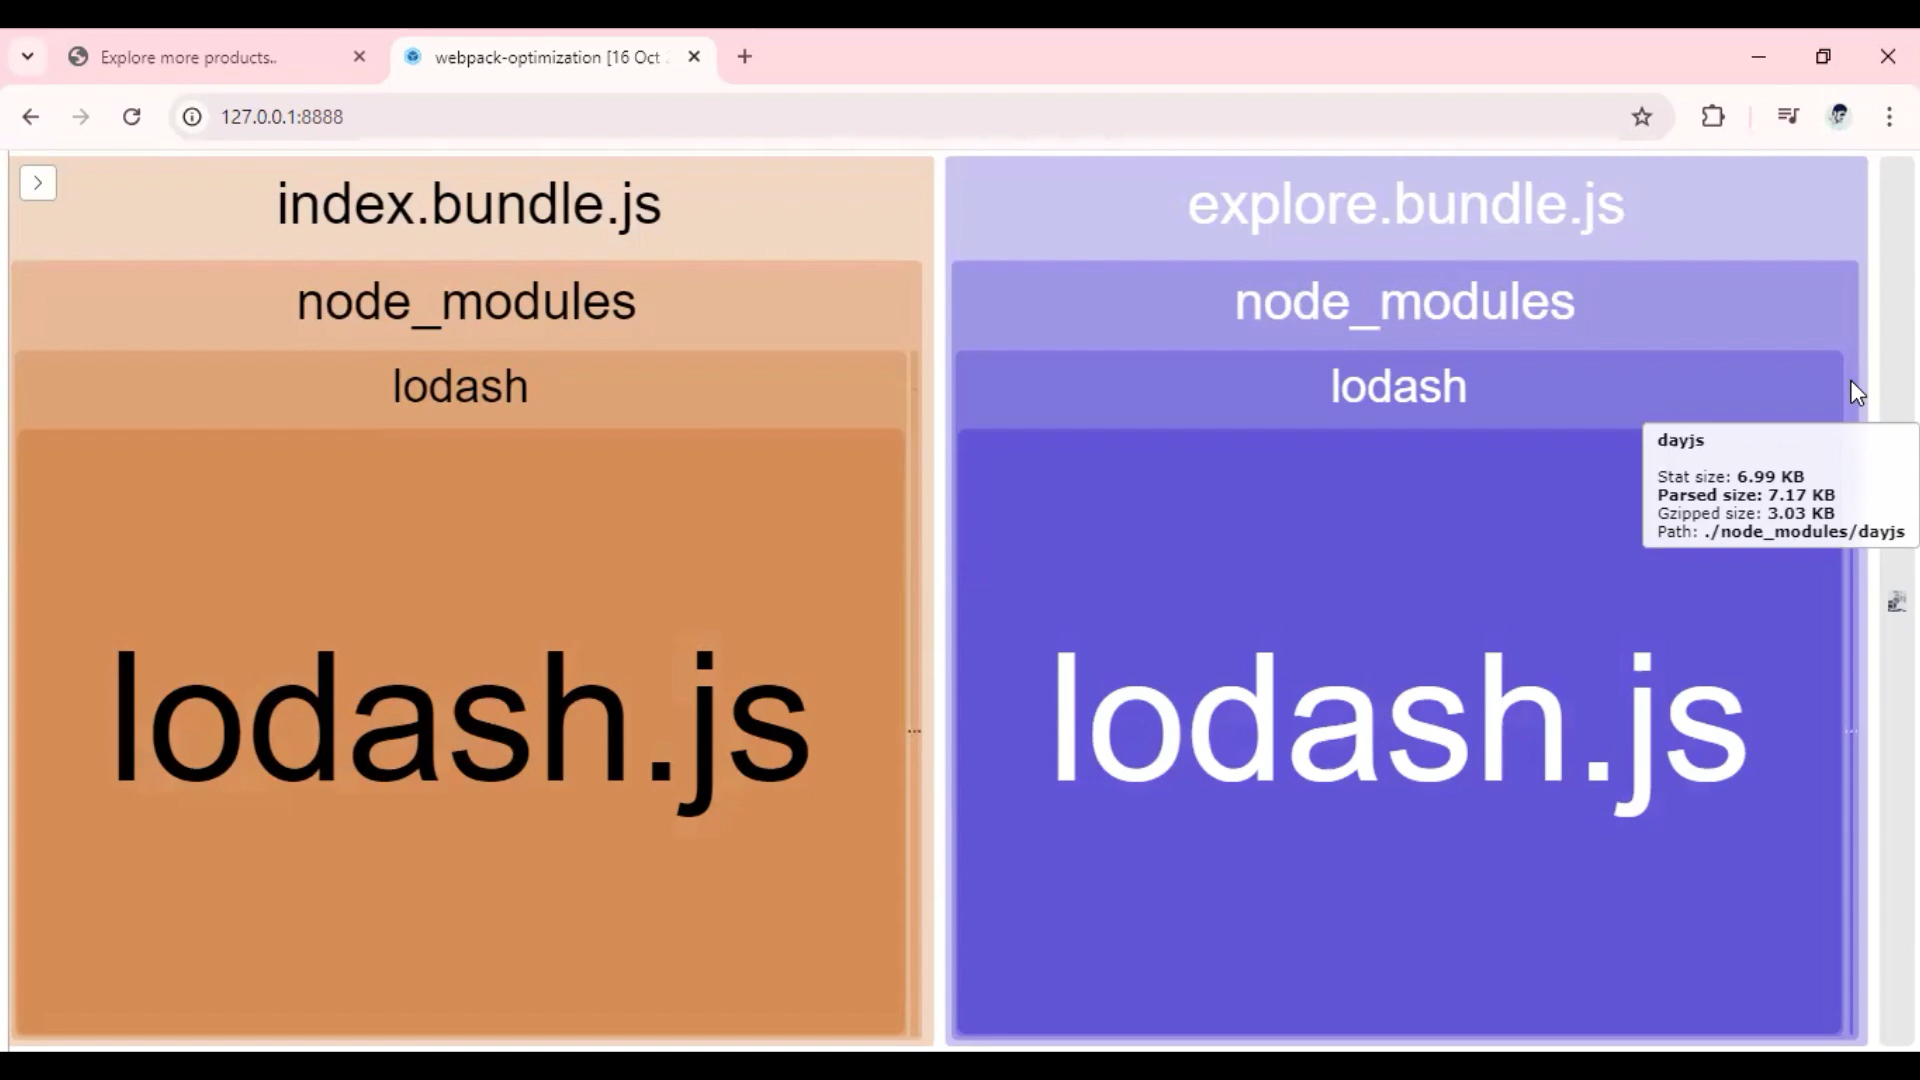 Explore more products..
webpack-optimization [16 Oct
127.0.0.1:8888
index.bundle.js
explore.bundle.js
node_modules
node_modules
lodash
lodash
dayjs
Stat size: 6.99 KB
Parsed size: 7.17 KB
Gzipped size: 3.03 KB
Path: ./node_modules/dayjs
lodash.js
...
lodash.js
...